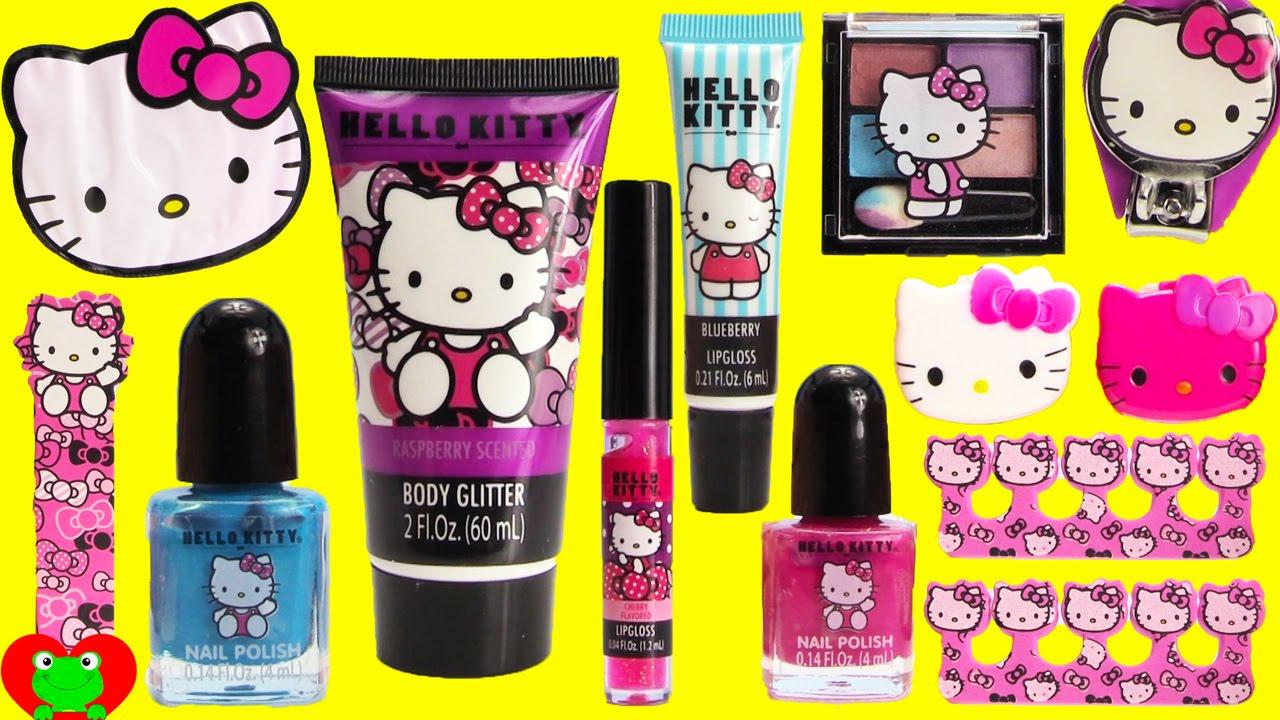 HELLO KITTY
RASPBERRY SCENTED
BODY GLITTER
2 Fl.Oz. (60 mL)
HELLO
KITTY.
BLUEBERRY
LIPGLOSS
0.21 Fl.Oz. (6 mL)
HELLO
KITTY.
CHERRY
FLAVORED
LIPGLOSS
0.04 Fl.Oz. (1.2 mL)
HELLO KITTY.
NAIL POLISH
0.14 Fl.Oz. (4 mL)
HELLO KITTY.
NAIL POLISH
0.14 Fl.Oz. (4 mL)